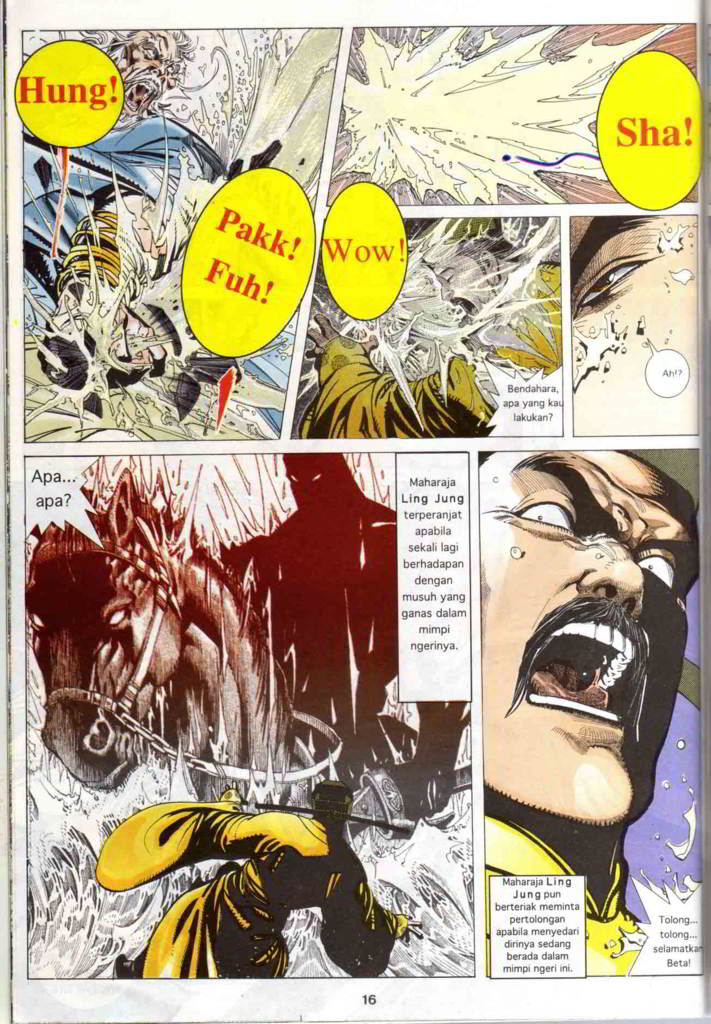 Hung!
Pakk!
Fuh!
Sha!
Wow!
Bendahara,
apa yang kau
lakukan?
Ah!?
Apa...
apa?
Maharaja
Ling Jung
terperanjat
apabila
sekali lagi
berhadapan
dengan
musuh yang
ganas dalam
mimpi
ngerinya.
Maharaja Ling
Jung pun
berteriak meminta
pertolongan
apabila menyedari
dirinya sedang
berada dalam
mimpi ngeri ini.
Tolong...
tolong...
selamatkan
Beta!
16